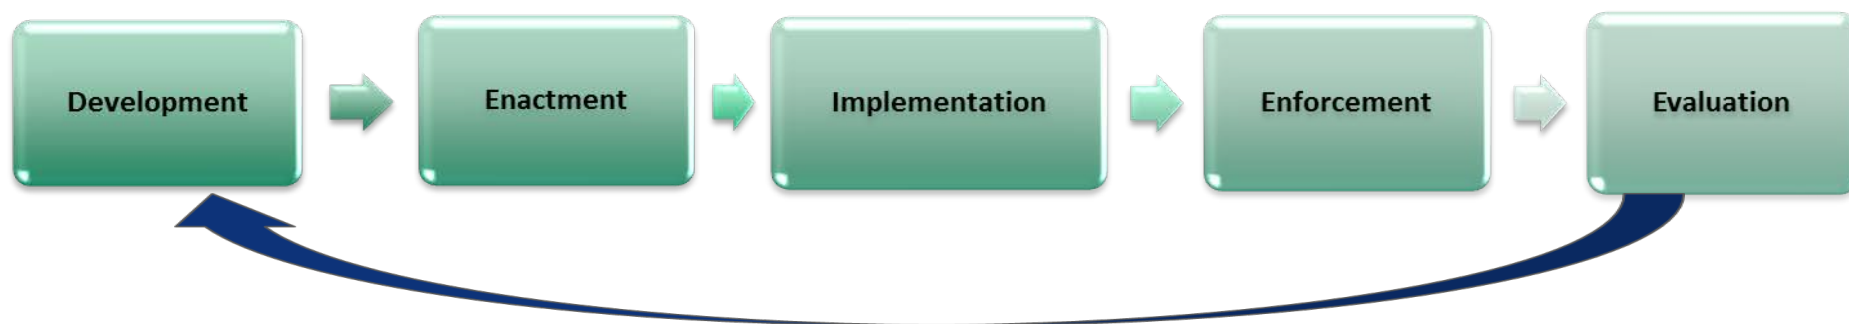 Development
Enactment
Implementation
Enforcement
Evaluation